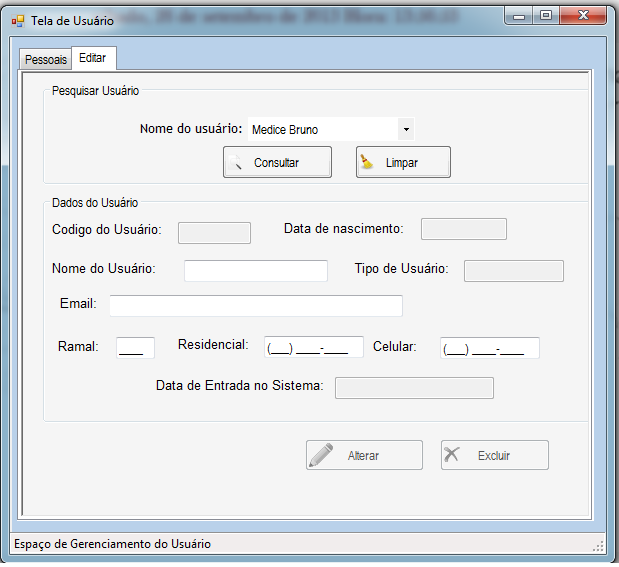 Tela de Usuário
Pessoais Editar
Pesquisar Usuário
Nome do usuário: Medice Bruno
Consultar Limpar
Dados do Usuário
Codigo do Usuário: Data de nascimento:
Nome do Usuário: Tipo de Usuário:
Email:
Ramal: ____ Residencial: (___) ____-____ Celular: (___) ____-____
Data de Entrada no Sistema:
Alterar Excluir
Espaço de Gerenciamento do Usuário